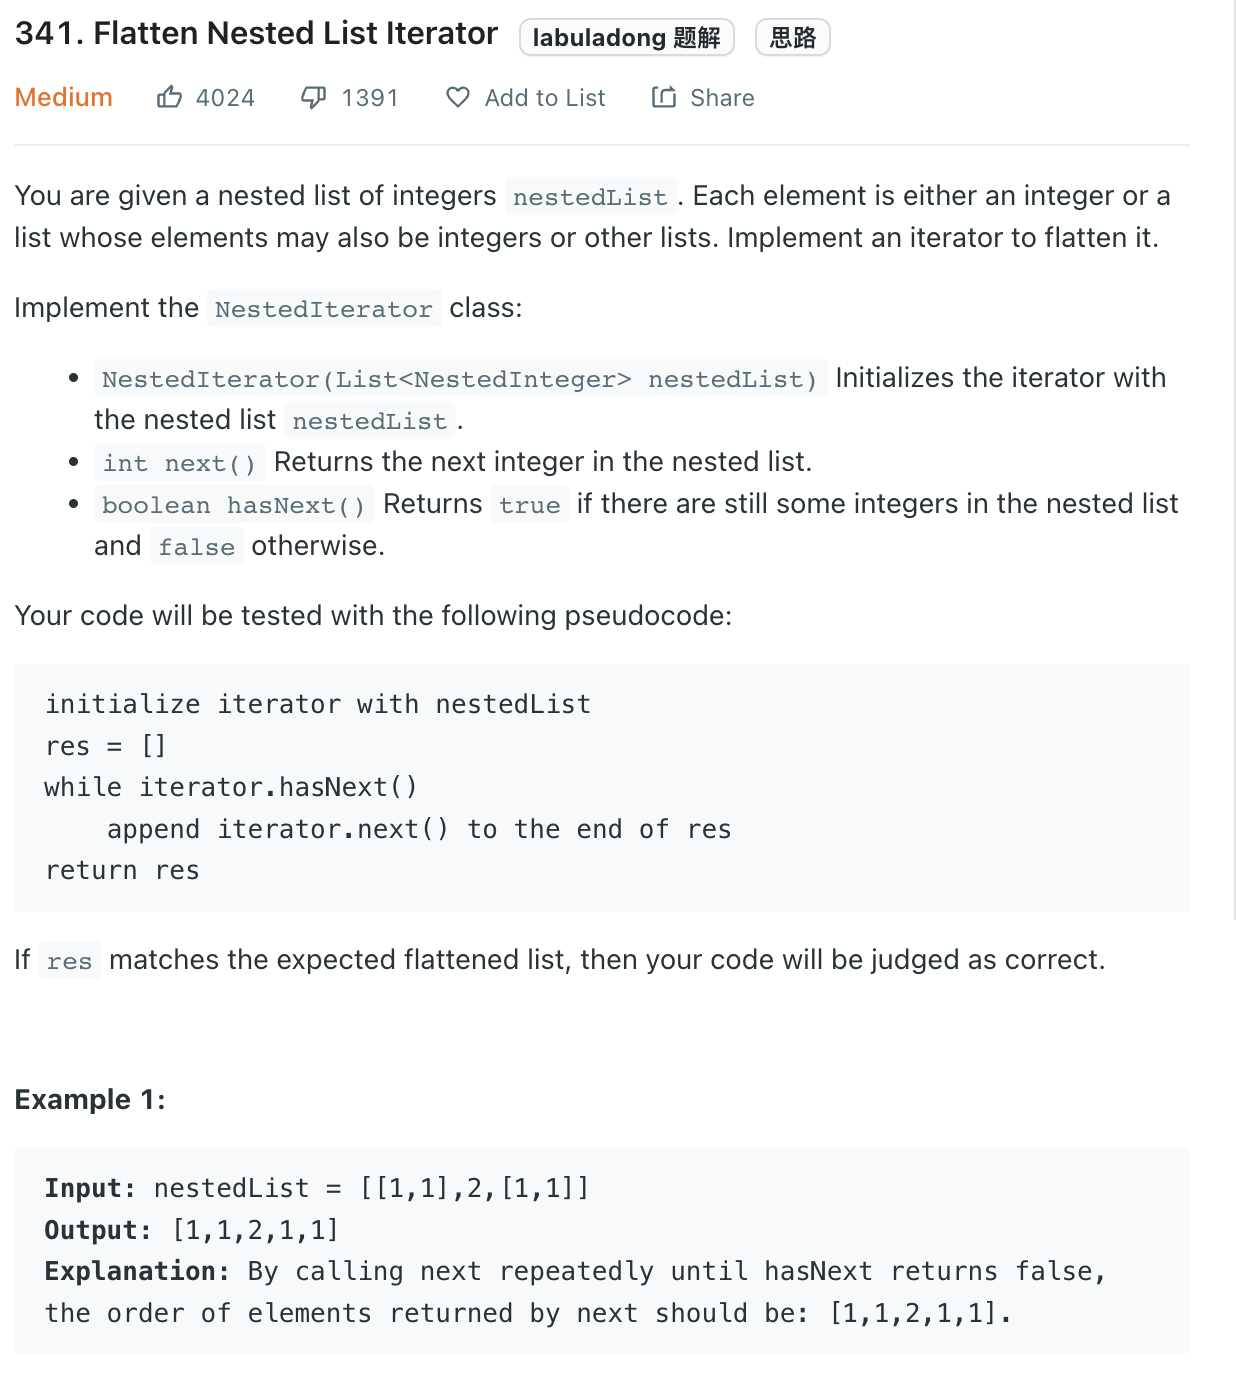 341. Flatten Nested List Iterator labuladong 题解 思路
Medium 4024 1391 Add to List Share
You are given a nested list of integers nestedList. Each element is either an integer or a
list whose elements may also be integers or other lists. Implement an iterator to flatten it.
Implement the NestedIterator class:
• NestedIterator(List<NestedInteger> nestedList) Initializes the iterator with
the nested list nestedList.
• int next() Returns the next integer in the nested list.
• boolean hasNext() Returns true if there are still some integers in the nested list
and false otherwise.
Your code will be tested with the following pseudocode:
initialize iterator with nestedList
res = []
while iterator.hasNext()
    append iterator.next() to the end of res
return res
If res matches the expected flattened list, then your code will be judged as correct.
Example 1:
Input: nestedList = [[1,1],2,[1,1]]
Output: [1,1,2,1,1]
Explanation: By calling next repeatedly until hasNext returns false,
the order of elements returned by next should be: [1,1,2,1,1].